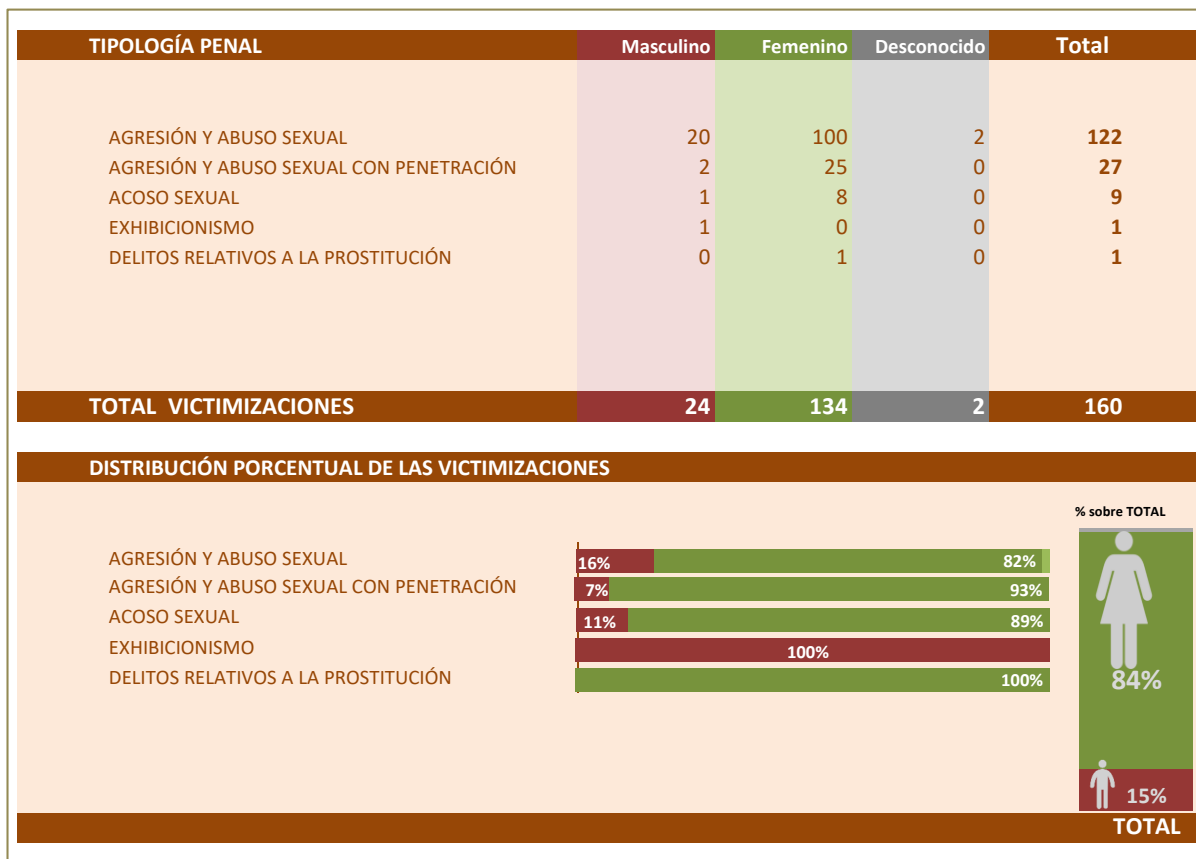 TIPOLOGÍA PENAL Masculino Femenino Desconocido Total
AGRESIÓN Y ABUSO SEXUAL 20 100 2 122
AGRESIÓN Y ABUSO SEXUAL CON PENETRACIÓN 2 25 0 27
ACOSO SEXUAL 1 8 0 9
EXHIBICIONISMO 1 0 0 1
DELITOS RELATIVOS A LA PROSTITUCIÓN 0 1 0 1
TOTAL VICTIMIZACIONES 24 134 2 160
DISTRIBUCIÓN PORCENTUAL DE LAS VICTIMIZACIONES
% sobre TOTAL
AGRESIÓN Y ABUSO SEXUAL 16% 82%
AGRESIÓN Y ABUSO SEXUAL CON PENETRACIÓN 7% 93%
ACOSO SEXUAL 11% 89%
EXHIBICIONISMO 100%
DELITOS RELATIVOS A LA PROSTITUCIÓN 100%
84%
15%
TOTAL